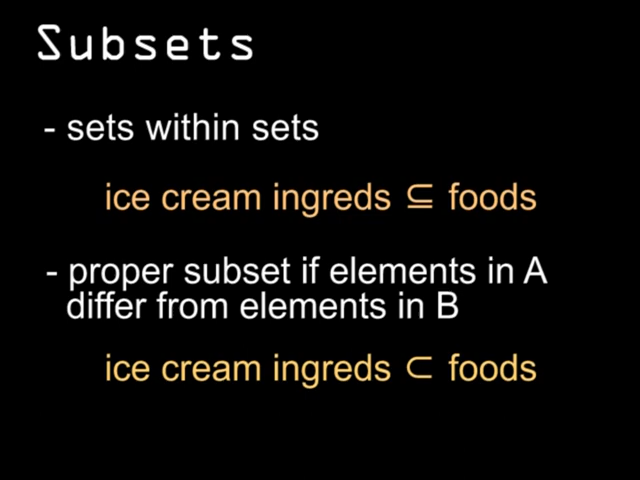 Subsets
- sets within sets
ice cream ingreds ⊆ foods
- proper subset if elements in A
differ from elements in B
ice cream ingreds ⊂ foods